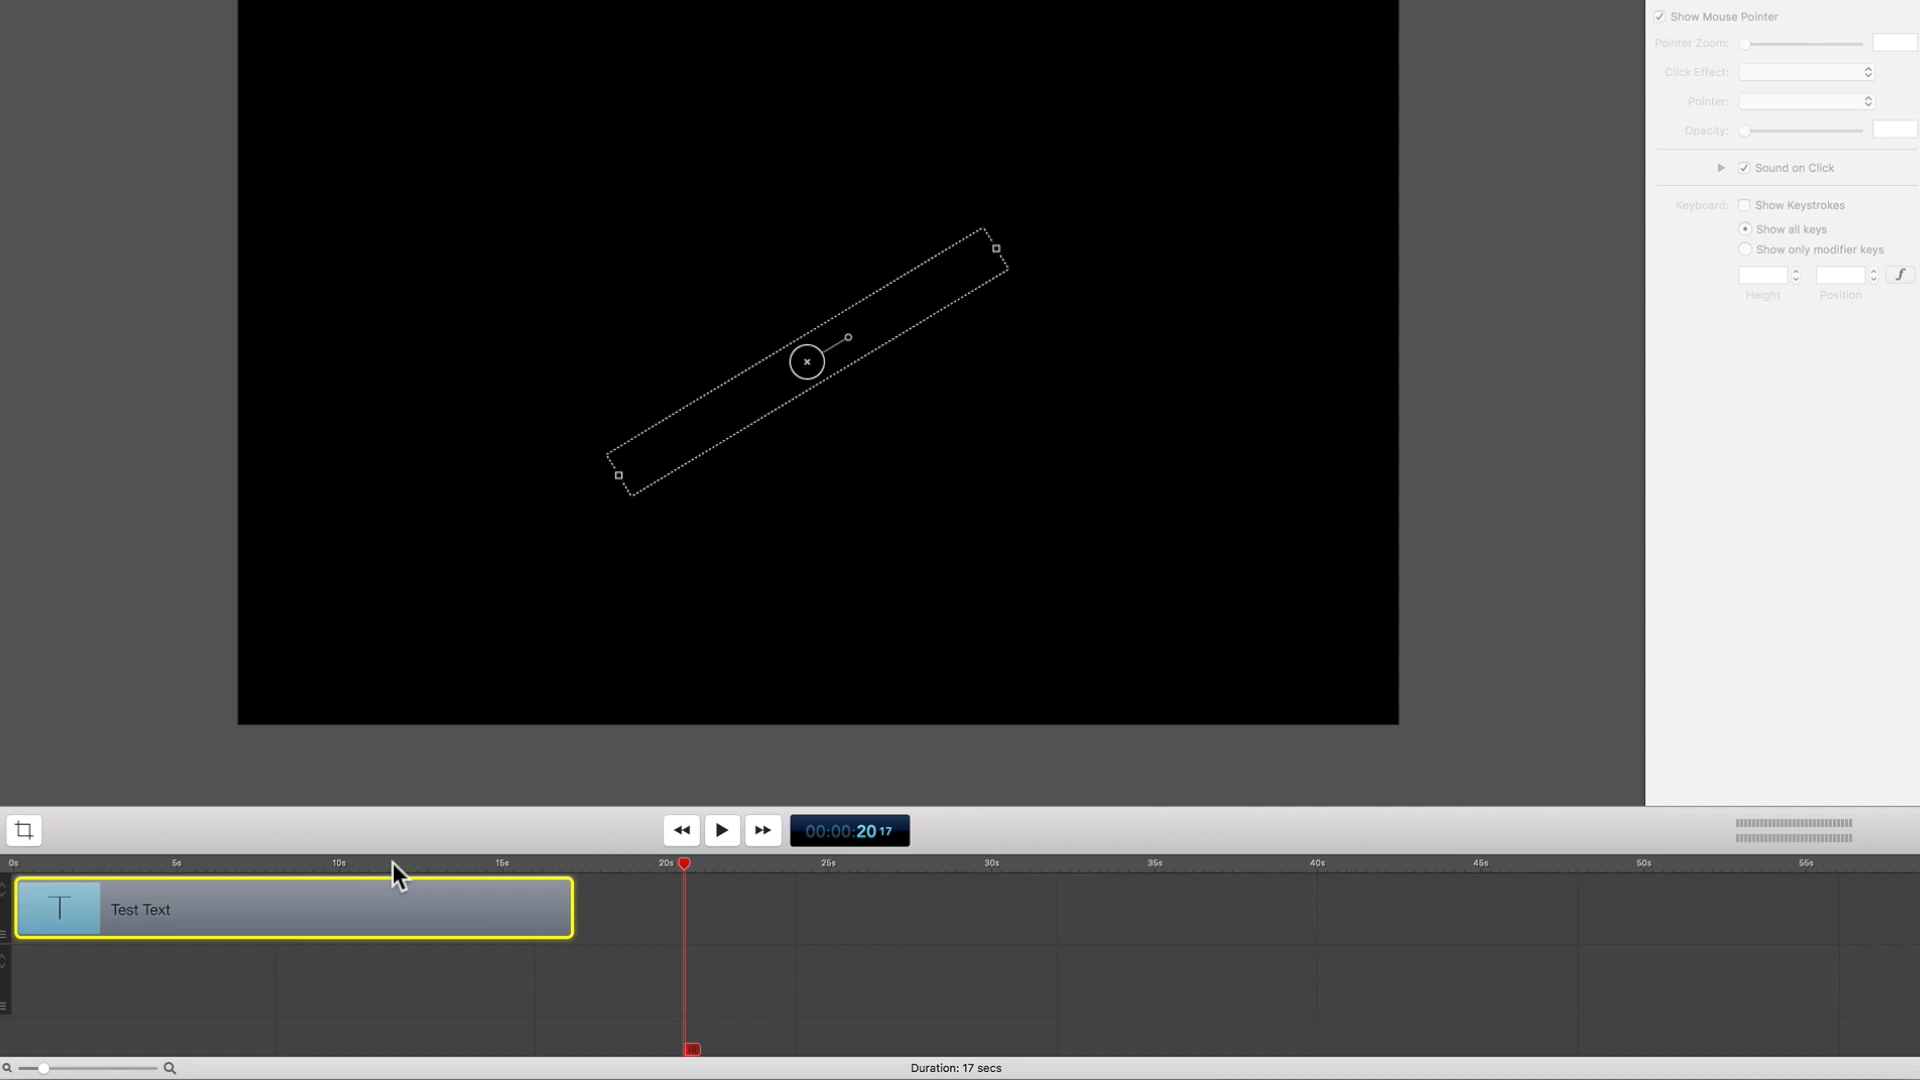 Show Mouse Pointer
Pointer Zoom:
Click Effect:
Pointer:
Opacity:
Sound on Click
Keyboard: Show Keystrokes
Show all keys
Show only modifier keys
Height Position
00:00:20 17
0s 5s 10s 15s 20s 25s 30s 35s 40s 45s 50s 55s
T Test Text
Duration: 17 secs